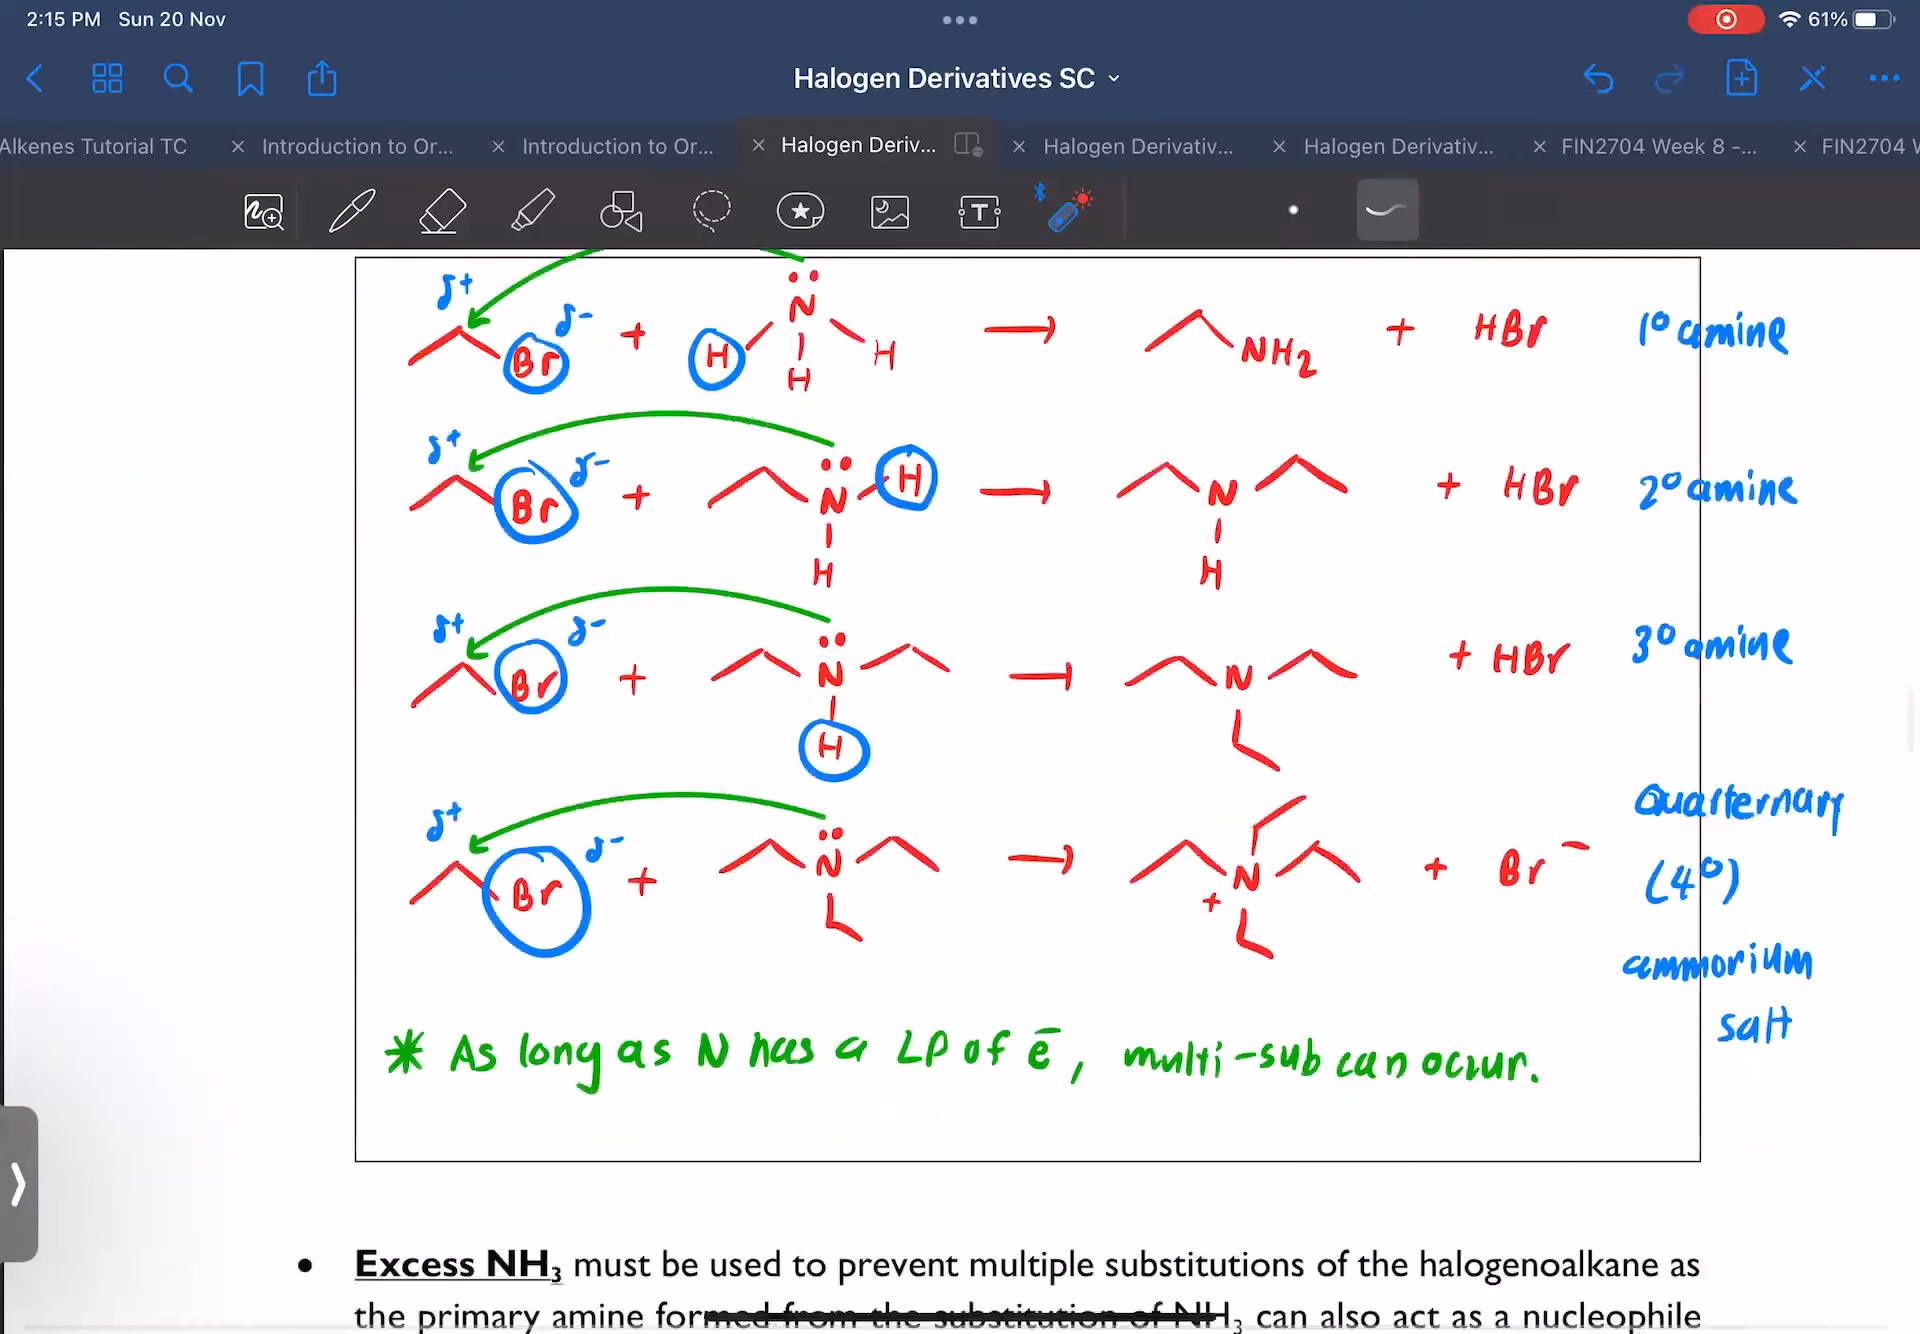 2:15 PM Sun 20 Nov
61%
Halogen Derivatives SC
Alkenes Tutorial TC
Introduction to Or...
Introduction to Or...
Halogen Deriv...
Halogen Derivativ...
Halogen Derivativ...
FIN2704 Week 8 -...
FIN2704 W
T
δ+ Br δ- + H N H H → NH2 + HBr 1° amine
δ+ Br δ- + N H H → N H + HBr 2° amine
δ+ Br δ- + N H → N + HBr 3° amine
δ+ Br δ- + N → N + + Br - Quarternary
(4°)
ammorium
salt
* As long as N has a LP of e-, multi-sub can occur.
• Excess NH3 must be used to prevent multiple substitutions of the halogenoalkane as
the primary amine formed from the substitution of NH3 can also act as a nucleophile